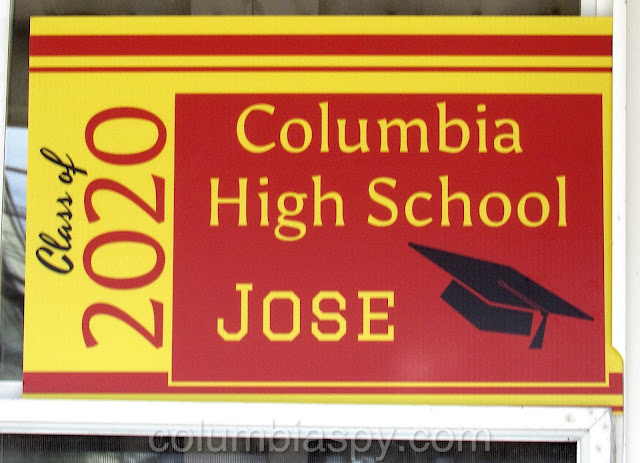 Class of
2020
Columbia
High School
JOSE
columbiaspy.com